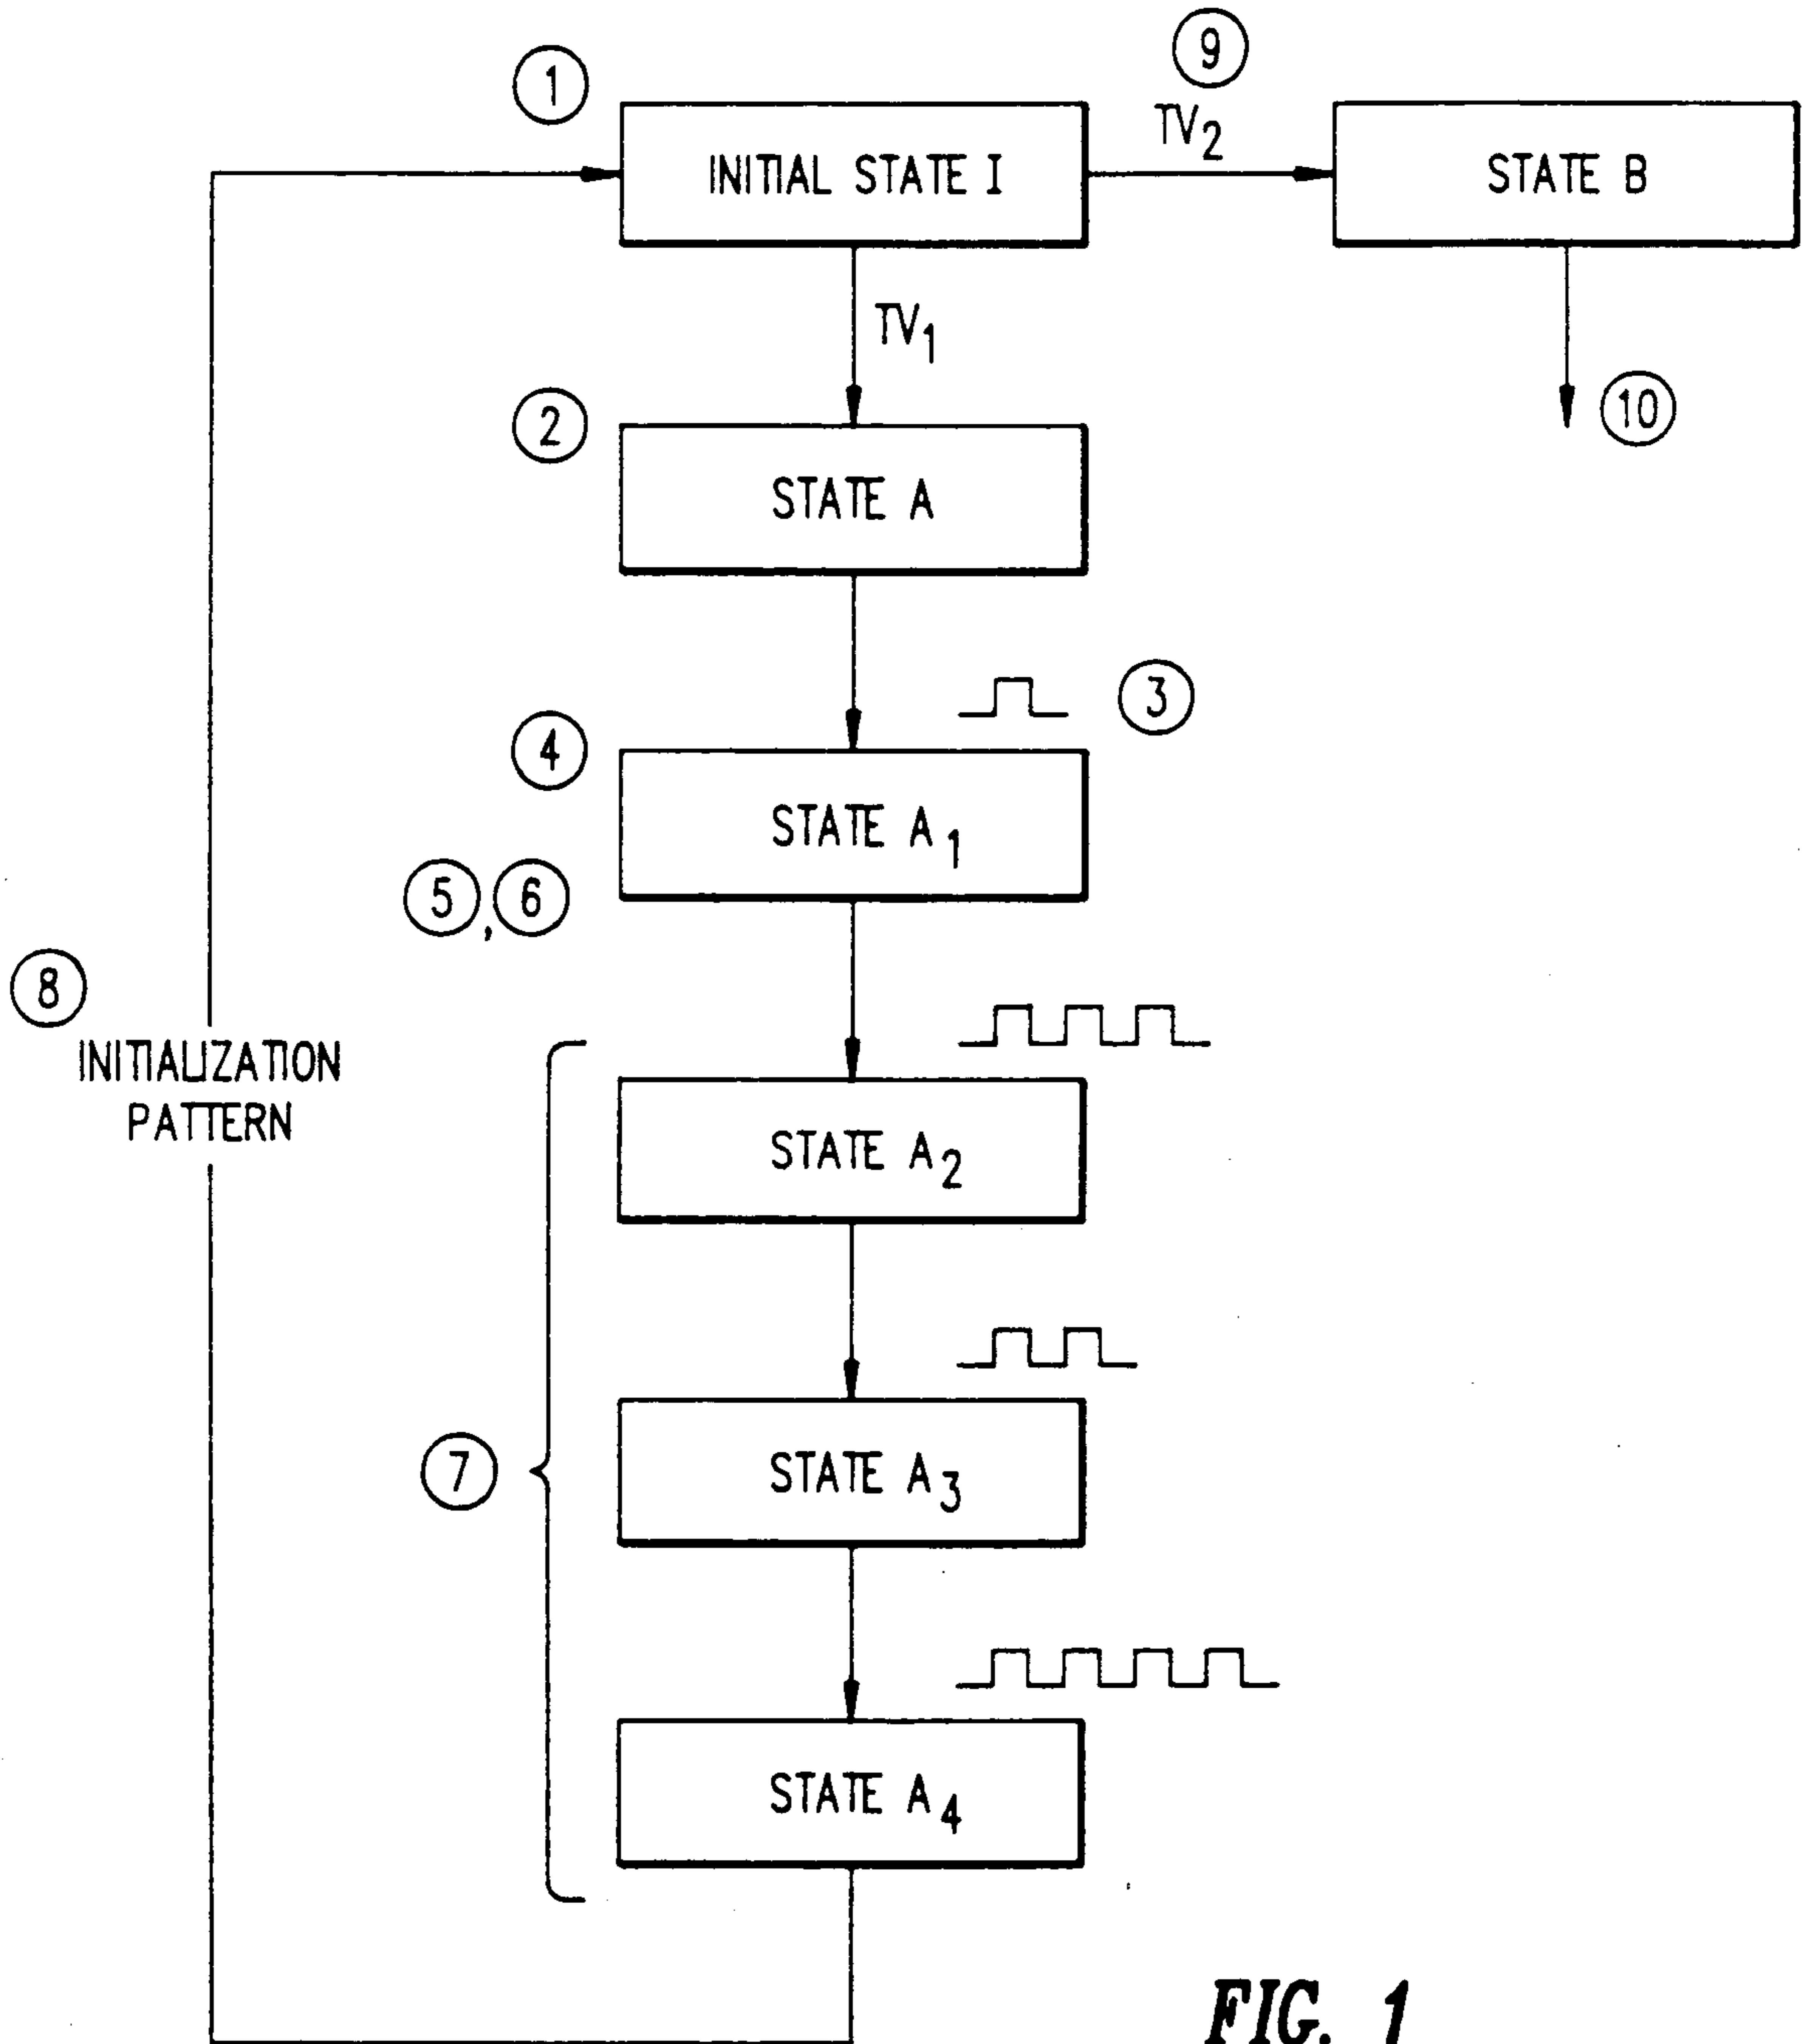 1
9
TV2
INITIAL STATE I
STATE B
TV1
2
10
STATE A
3
4
STATE A1
5, 6
8
INITIALIZATION
PATTERN
STATE A2
7
STATE A3
STATE A4
FIG. 1